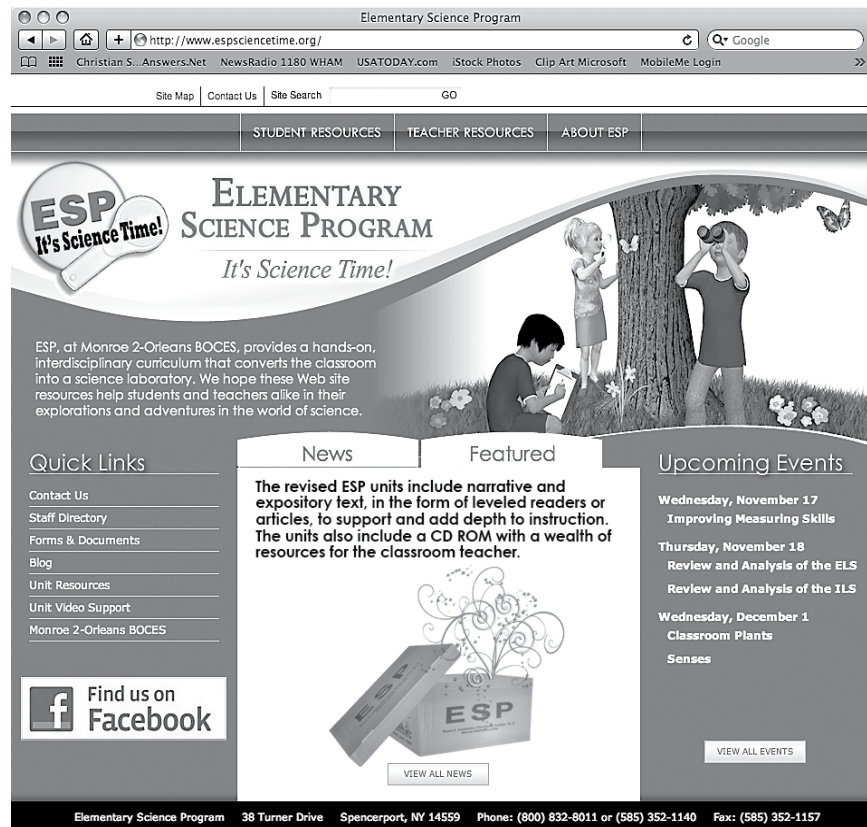 Elementary Science Program
http://www.espsciencetime.org/
Google
Christian S...Answers.Net NewsRadio 1180 WHAM USATODAY.com iStock Photos Clip Art Microsoft MobileMe Login
Site Map Contact Us Site Search GO
STUDENT RESOURCES TEACHER RESOURCES ABOUT ESP
ESP
It's Science Time!
ELEMENTARY
SCIENCE PROGRAM
It's Science Time!
ESP, at Monroe 2-Orleans BOCES, provides a hands-on,
interdisciplinary curriculum that converts the classroom
into a science laboratory. We hope these Web site
resources help students and teachers alike in their
explorations and adventures in the world of science.
Quick Links
Contact Us
Staff Directory
Forms & Documents
Blog
Unit Resources
Unit Video Support
Monroe 2-Orleans BOCES
Find us on
Facebook
News Featured
The revised ESP units include narrative and
expository text, in the form of leveled readers or
articles, to support and add depth to instruction.
The units also include a CD ROM with a wealth of
resources for the classroom teacher.
ESP
ESP
VIEW ALL NEWS
Upcoming Events
Wednesday, November 17
Improving Measuring Skills
Thursday, November 18
Review and Analysis of the ELS
Review and Analysis of the ILS
Wednesday, December 1
Classroom Plants
Senses
VIEW ALL EVENTS
Elementary Science Program 38 Turner Drive Spencerport, NY 14559 Phone: (800) 832-8011 or (585) 352-1140 Fax: (585) 352-1157